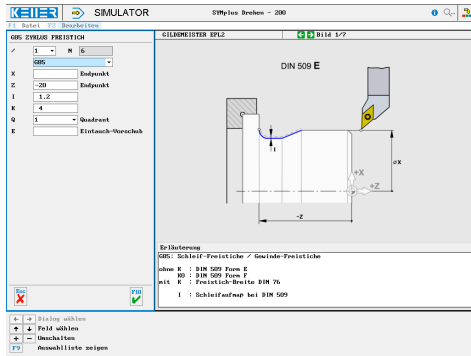 KELLER SIMULATOR SYMplus Drehen - 200
F1 Datei F2 Bearbeiten
G85 ZYKLUS FREISTICH
/ 1 N 6
G85
X Endpunkt
Z -20 Endpunkt
I 1.2
K 4
Q 1 Quadrant
E Eintauch-Vorschub
Esc F10
GILDEMEISTER EPL2 Bild 1/7
DIN 509 E
I
øX
+X
+Z
-Z
Erläuterung
G85: Schleif-Freistiche / Gewinde-Freistiche
ohne K : DIN 509 Form E
K0 : DIN 509 Form F
mit K : Freistich-Breite DIN 76
I : Schleifaufmaß bei DIN 509
← → Dialog wählen
↑ ↓ Feld wählen
+ - Umschalten
F9 Auswahlliste zeigen